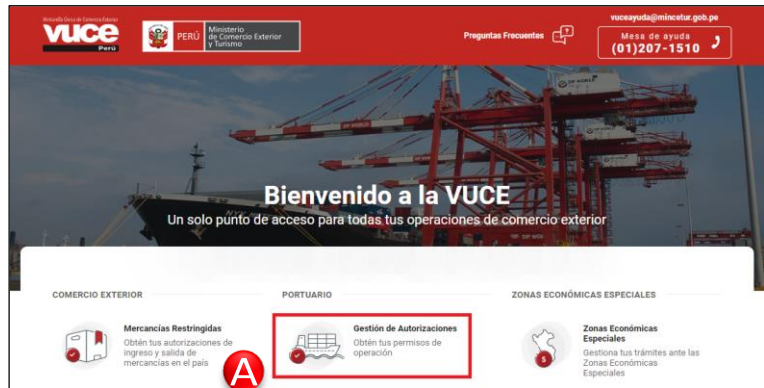 Ventanilla Única de Comercio Exterior
vuce
Perú
PERÚ
Ministerio
de Comercio Exterior
y Turismo
Preguntas Frecuentes
?
vuceayuda@mincetur.gob.pe
Mesa de ayuda
(01)207-1510
DP WORLD
Bienvenido a la VUCE
Un solo punto de acceso para todas tus operaciones de comercio exterior
COMERCIO EXTERIOR
Mercancías Restringidas
Obtén tus autorizaciones de
ingreso y salida de
mercancías en el país
A
PORTUARIO
Gestión de Autorizaciones
Obtén tus permisos de
operación
ZONAS ECONÓMICAS ESPECIALES
$
Zonas Económicas
Especiales
Gestiona tus trámites ante las
Zonas Económicas
Especiales